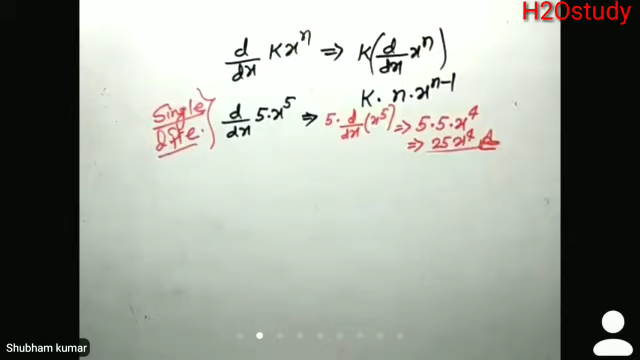 H2Ostudy
d/dx Kx^n ⇒ K(d/dx x^n)
K· n·x^{n-1}
Single diffe. } d/dx 5·x^5 ⇒ 5·d/dx(x^5) ⇒ 5·5·x^4
⇒ 25x^4
Shubham kumar